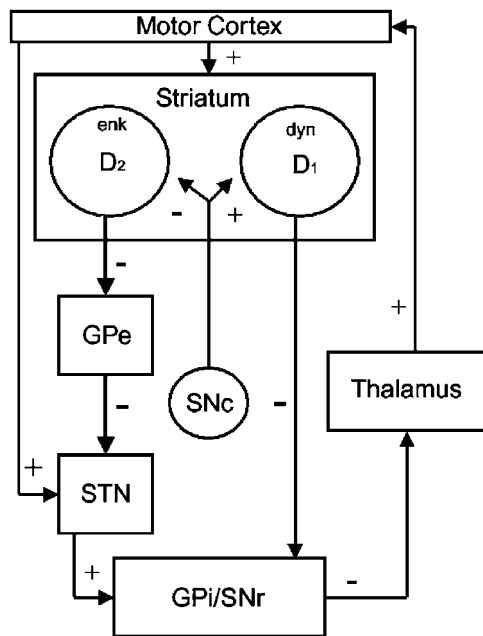 Motor Cortex
+
Striatum
enk
D2
dyn
D1
- +
-
GPe
+
SNc
-
-
Thalamus
+
STN
+
GPi/SNr
-